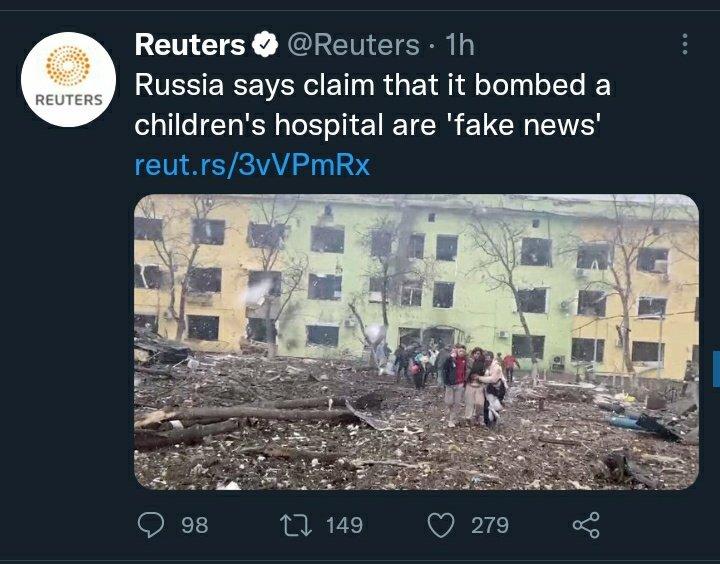 Reuters @Reuters · 1h
REUTERS
Russia says claim that it bombed a
children's hospital are 'fake news'
reut.rs/3vVPmRx
98 149 279